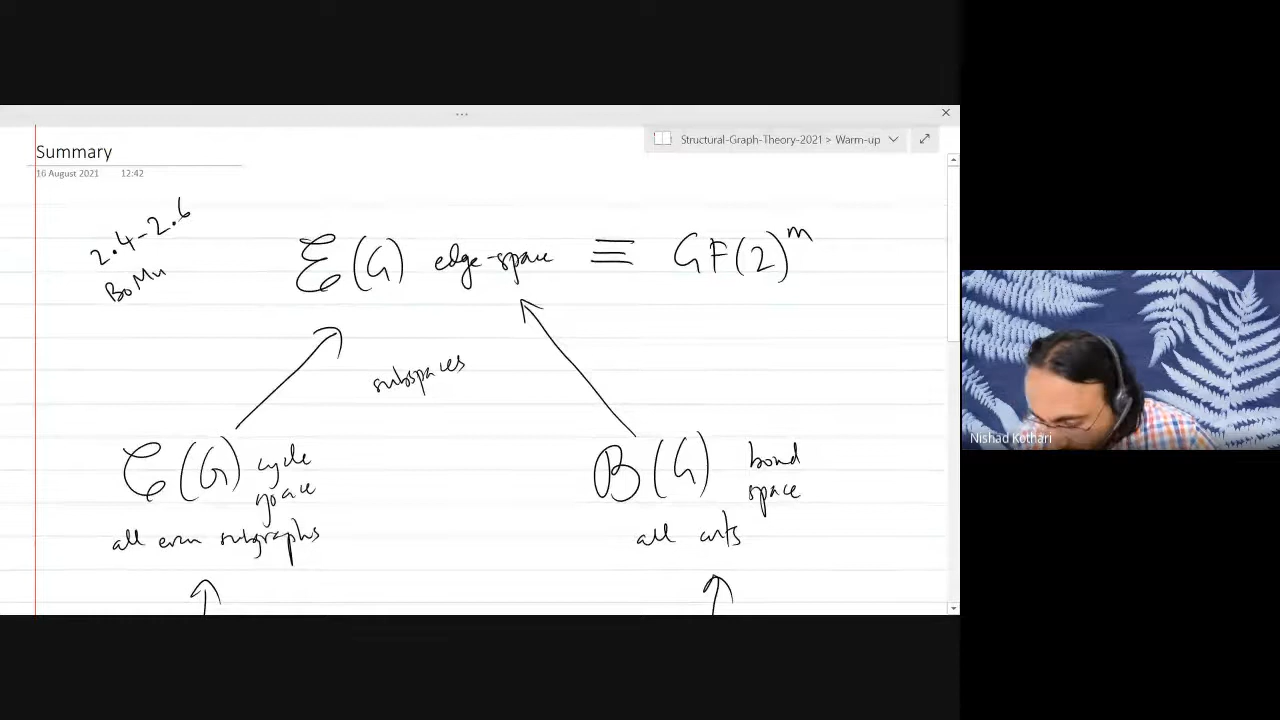 Structural-Graph-Theory-2021 > Warm-up
Summary
16 August 2021 12:42
2.4-2.6
BoMu
ℰ(G) edge-space ≡ GF(2)^m
subspaces
𝒞(G) cycle space
all even subgraphs
ℬ(G) bond space
all cuts
Nishad Kothari